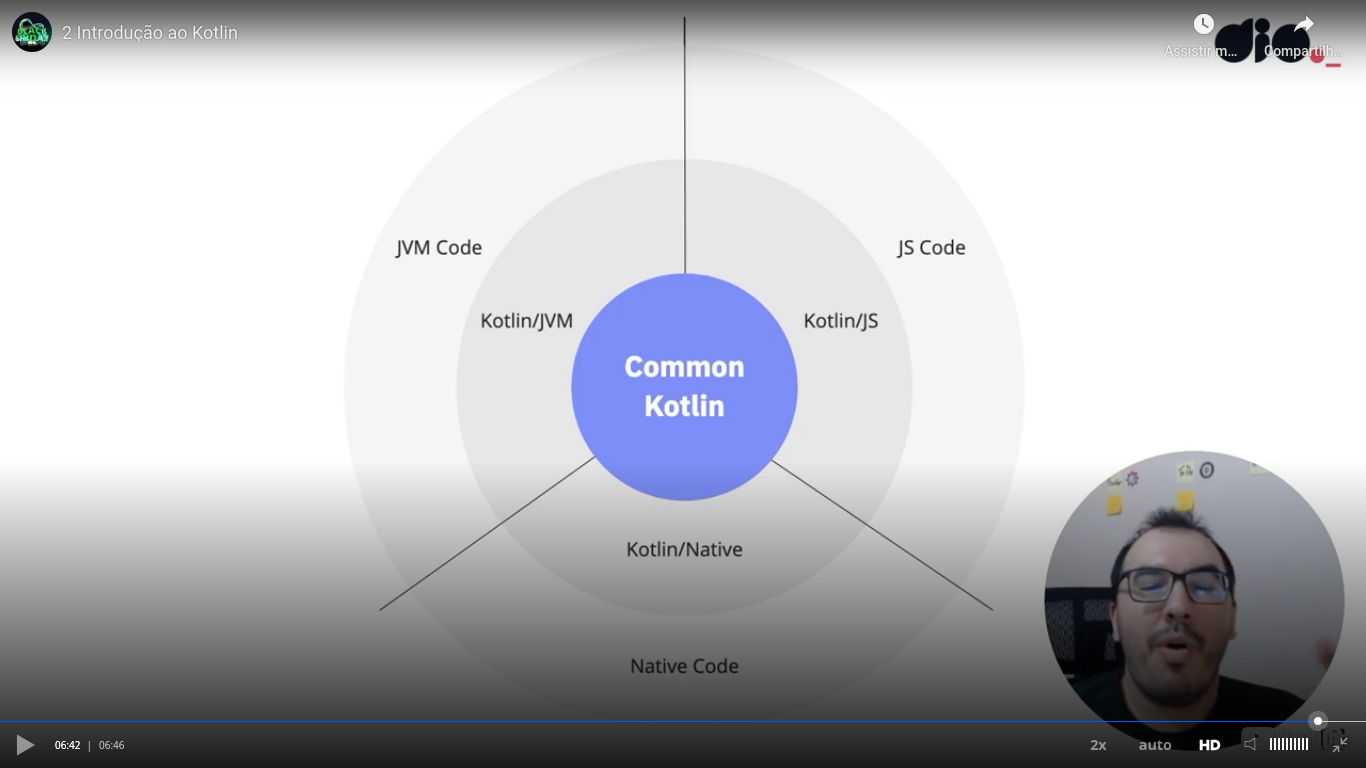 2 Introdução ao Kotlin
Assistir m...
Compartilh...
dio._
JVM Code
JS Code
Kotlin/JVM
Kotlin/JS
Common
Kotlin
Kotlin/Native
Native Code
06:42 | 06:46
2x
auto
HD